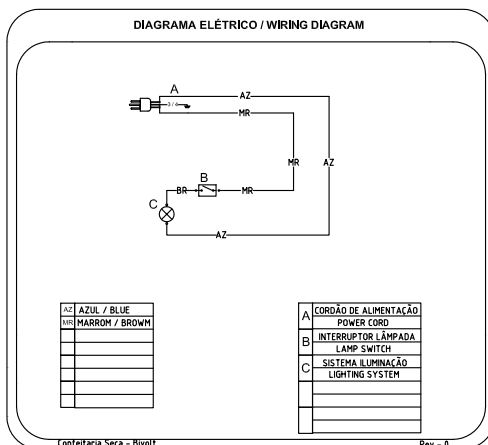 DIAGRAMA ELÉTRICO / WIRING DIAGRAM
A
AZ
MR
MR
AZ
B
BR
MR
C
AZ
AZ AZUL / BLUE
MR MARROM / BROWM
A CORDÃO DE ALIMENTAÇÃO
POWER CORD
B INTERRUPTOR LÂMPADA
LAMP SWITCH
C SISTEMA ILUMINAÇÃO
LIGHTING SYSTEM
Confeitaria Seca - Bivolt
Rev - 0